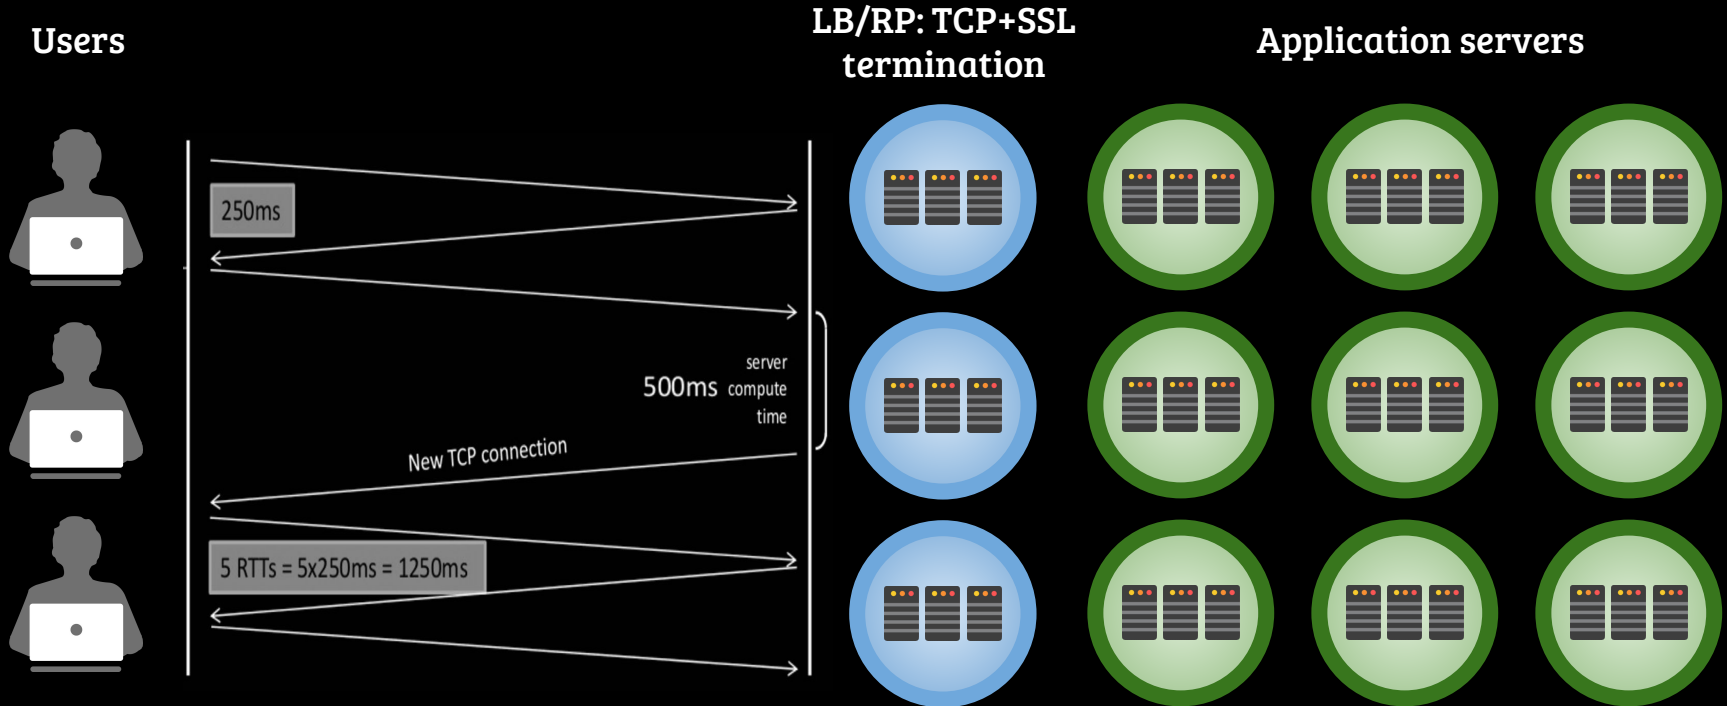 Users
LB/RP: TCP+SSL
termination
Application servers
250ms
server
500ms compute
time
New TCP connection
5 RTTs = 5x250ms = 1250ms